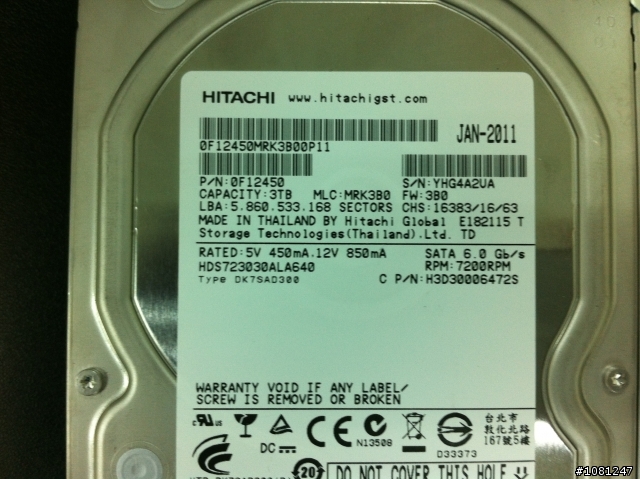 HITACHI www.hitachigst.com
JAN-2011
0F12450MRK3B00P11
P/N:0F12450 S/N:YHG4A2UA
CAPACITY:3TB MLC:MRK3B0 FW:3B0
LBA:5.860.533.168 SECTORS CHS:16383/16/63
MADE IN THAILAND BY Hitachi Global E182115 T
Storage Technologies(Thailand).Ltd. TD
RATED:5V 450mA.12V 850mA SATA 6.0 Gb/s
HDS723030ALA640 RPM:7200RPM
Type DK7SAD300 C P/N:H3D30006472S
WARRANTY VOID IF ANY LABEL/
SCREW IS REMOVED OR BROKEN
台北市
敦化北路
167號5樓
DC N13508 D33373
20 DO NOT COVER THIS HOLE
#1081247